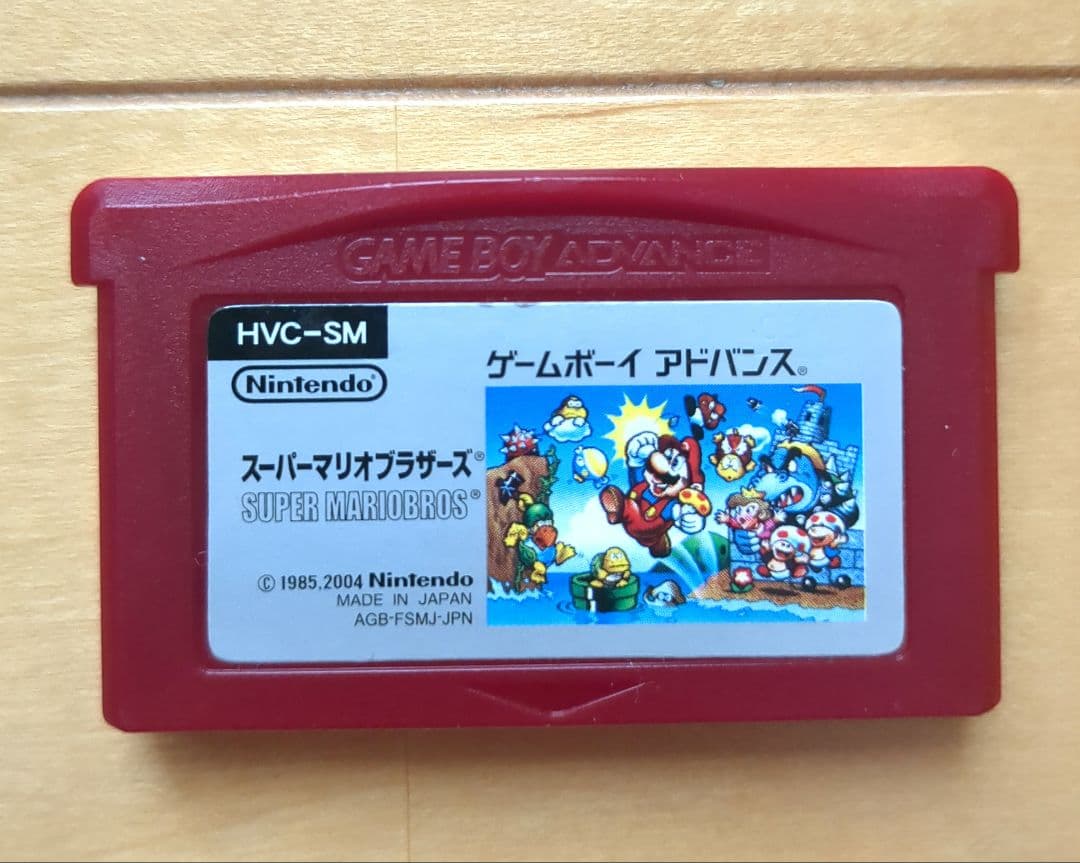 GAME BOY ADVANCE
HVC-SM
Nintendo®
ゲームボーイ アドバンス®
スーパーマリオブラザーズ®
SUPER MARIOBROS®
© 1985,2004 Nintendo
MADE IN JAPAN
AGB-FSMJ-JPN